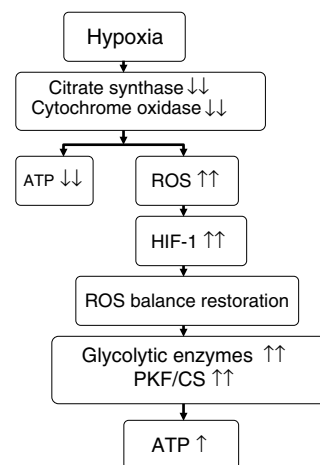 Hypoxia
Citrate synthase ↓↓
Cytochrome oxidase ↓↓
ATP ↓↓
ROS ↑↑
HIF-1 ↑↑
ROS balance restoration
Glycolytic enzymes ↑↑
PKF/CS ↑↑
ATP ↑